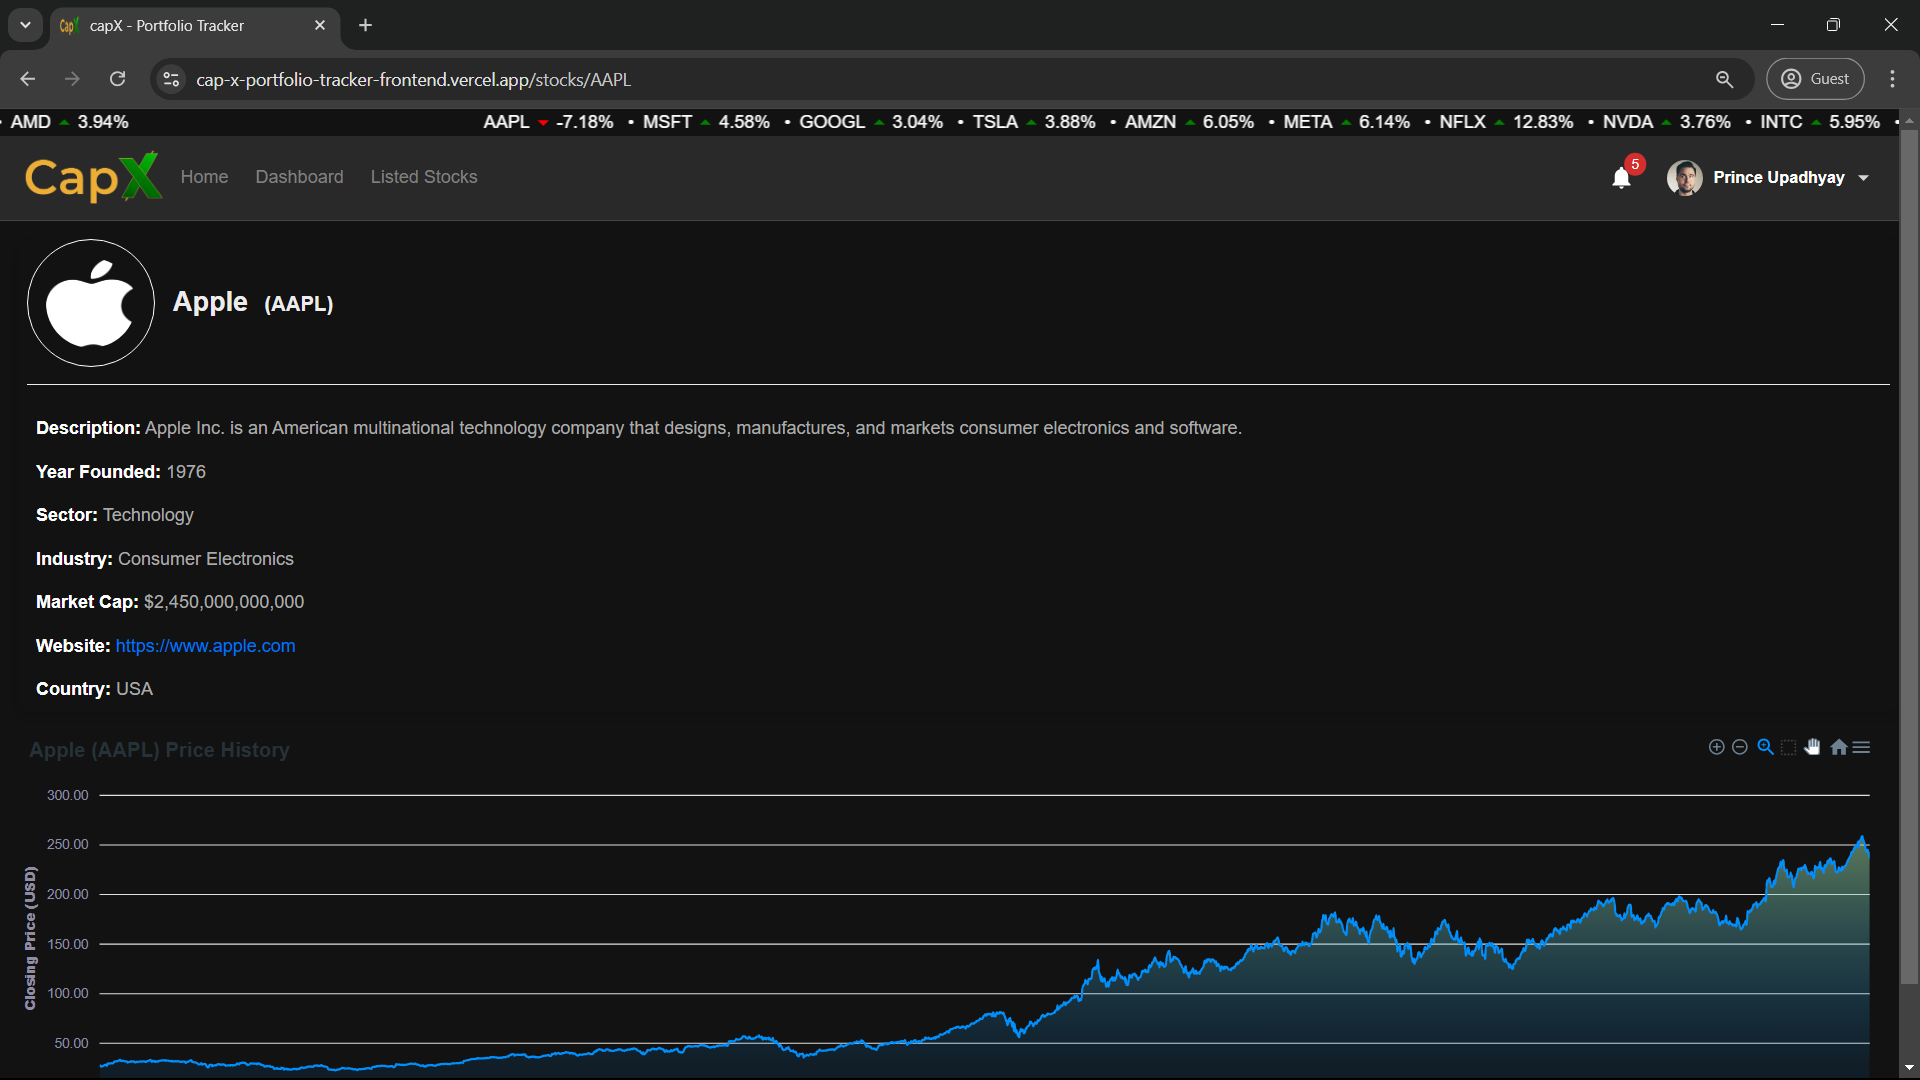 CapX capX - Portfolio Tracker
cap-x-portfolio-tracker-frontend.vercel.app/stocks/AAPL Guest
• AMD ▲ 3.94% AAPL ▼ -7.18% • MSFT ▲ 4.58% • GOOGL ▲ 3.04% • TSLA ▲ 3.88% • AMZN ▲ 6.05% • META ▲ 6.14% • NFLX ▲ 12.83% • NVDA ▲ 3.76% • INTC ▲ 5.95% •
CapX Home Dashboard Listed Stocks 5 Prince Upadhyay
Apple (AAPL)
Description: Apple Inc. is an American multinational technology company that designs, manufactures, and markets consumer electronics and software.
Year Founded: 1976
Sector: Technology
Industry: Consumer Electronics
Market Cap: $2,450,000,000,000
Website: https://www.apple.com
Country: USA
Apple (AAPL) Price History
300.00
250.00
200.00
150.00
100.00
50.00
Closing Price (USD)